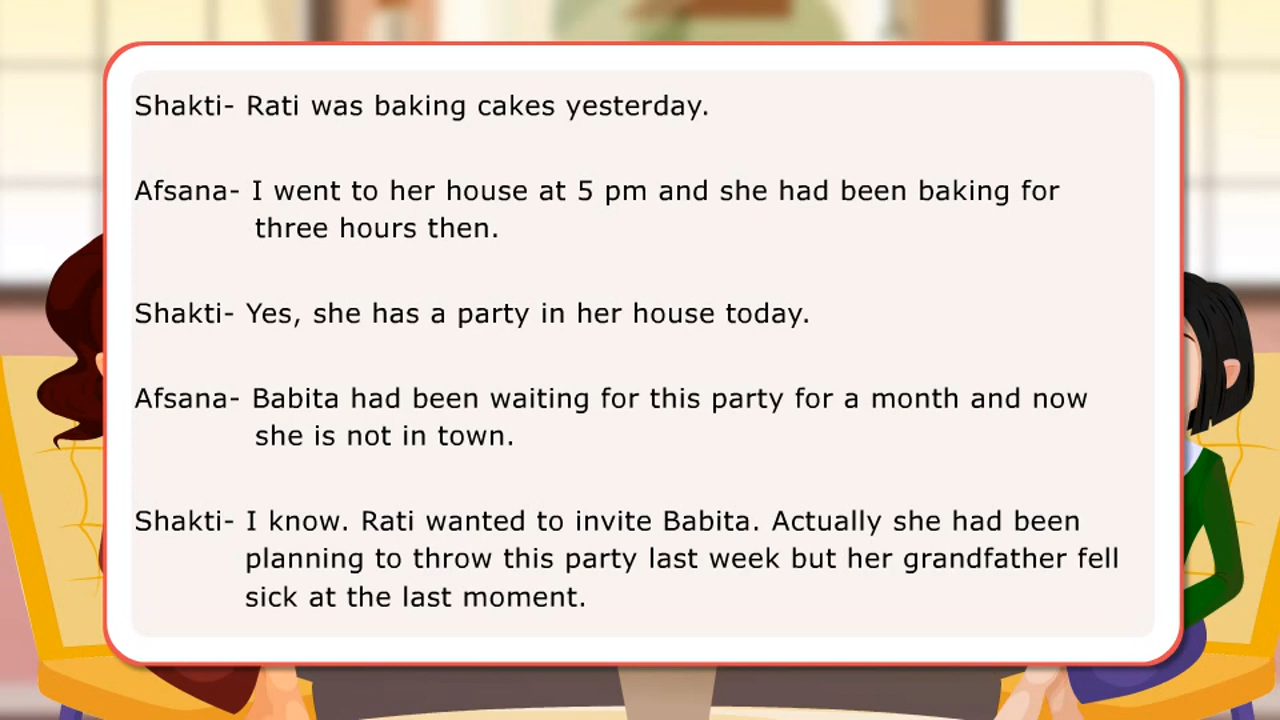 Shakti- Rati was baking cakes yesterday.
Afsana- I went to her house at 5 pm and she had been baking for
three hours then.
Shakti- Yes, she has a party in her house today.
Afsana- Babita had been waiting for this party for a month and now
she is not in town.
Shakti- I know. Rati wanted to invite Babita. Actually she had been
planning to throw this party last week but her grandfather fell
sick at the last moment.